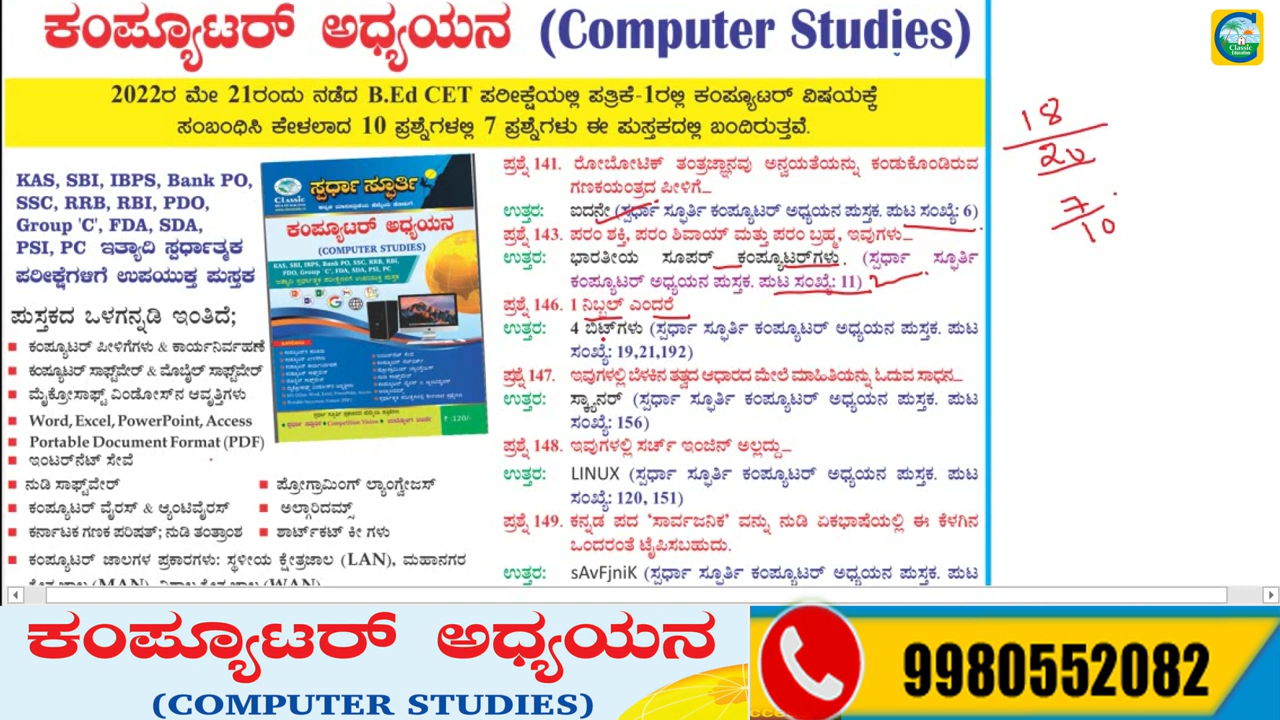 ಕಂಪ್ಯೂಟರ್ ಅಧ್ಯಯನ (Computer Studies)
Classic
Education
2022ರ ಮೇ 21ರಂದು ನಡೆದ B.Ed CET ಪರೀಕ್ಷೆಯಲ್ಲಿ ಪತ್ರಿಕೆ-1ರಲ್ಲಿ ಕಂಪ್ಯೂಟರ್ ವಿಷಯಕ್ಕೆ
ಸಂಬಂಧಿಸಿ ಕೇಳಲಾದ 10 ಪ್ರಶ್ನೆಗಳಲ್ಲಿ 7 ಪ್ರಶ್ನೆಗಳು ಈ ಪುಸ್ತಕದಲ್ಲಿ ಬಂದಿರುತ್ತವೆ.
KAS, SBI, IBPS, Bank PO,
SSC, RRB, RBI, PDO,
Group 'C', FDA, SDA,
PSI, PC ಇತ್ಯಾದಿ ಸ್ಪರ್ಧಾತ್ಮಕ
ಪರೀಕ್ಷೆಗಳಿಗೆ ಉಪಯುಕ್ತ ಪುಸ್ತಕ
ಪುಸ್ತಕದ ಒಳಗನ್ನಡಿ ಇಂತಿದೆ;
ಕಂಪ್ಯೂಟರ್ ಪೀಳಿಗೆಗಳು & ಕಾರ್ಯನಿರ್ವಹಣೆ
ಕಂಪ್ಯೂಟರ್ ಸಾಫ್ಟ್‌ವೇರ್ & ಮೊಬೈಲ್ ಸಾಫ್ಟ್‌ವೇರ್
ಮೈಕ್ರೋಸಾಫ್ಟ್ ವಿಂಡೋಸ್‌ನ ಆವೃತ್ತಿಗಳು
Word, Excel, PowerPoint, Access
Portable Document Format (PDF)
ಇಂಟರ್‌ನೆಟ್ ಸೇವೆ
ನುಡಿ ಸಾಫ್ಟ್‌ವೇರ್
ಪ್ರೋಗ್ರಾಮಿಂಗ್ ಲ್ಯಾಂಗ್ವೇಜಸ್
ಕಂಪ್ಯೂಟರ್ ವೈರಸ್ & ಆ್ಯಂಟಿವೈರಸ್
ಅಲ್ಗಾರಿದಮ್ಸ್
ಕರ್ನಾಟಕ ಗಣಕ ಪರಿಷತ್; ನುಡಿ ತಂತ್ರಾಂಶ
ಶಾರ್ಟ್‌ಕಟ್ ಕೀ ಗಳು
ಕಂಪ್ಯೂಟರ್ ಜಾಲಗಳ ಪ್ರಕಾರಗಳು: ಸ್ಥಳೀಯ ಕ್ಷೇತ್ರಜಾಲ (LAN), ಮಹಾನಗರ
ಕ್ಷೇತ್ರಜಾಲ (MAN), ವಿಶಾಲ ಕ್ಷೇತ್ರಜಾಲ (WAN)
Classic
ಸ್ಪರ್ಧಾ ಸ್ಫೂರ್ತಿ
ಕಂಪ್ಯೂಟರ್ ಅಧ್ಯಯನ
(COMPUTER STUDIES)
KAS, SBI, IBPS, Bank PO, SSC, RRB, RBI,
PDO, Group 'C', FDA, SDA, PSI, PC
₹:120/-
ಪ್ರಶ್ನೆ 141. ರೋಬೋಟಿಕ್ ತಂತ್ರಜ್ಞಾನವು ಅನ್ವಯತೆಯನ್ನು ಕಂಡುಕೊಂಡಿರುವ
ಗಣಕಯಂತ್ರದ ಪೀಳಿಗೆ_
ಉತ್ತರ: ಐದನೇ (ಸ್ಪರ್ಧಾ ಸ್ಫೂರ್ತಿ ಕಂಪ್ಯೂಟರ್ ಅಧ್ಯಯನ ಪುಸ್ತಕ. ಪುಟ ಸಂಖ್ಯೆ: 6)
ಪ್ರಶ್ನೆ 143. ಪರಂ ಶಕ್ತಿ, ಪರಂ ಶಿವಾಯ್ ಮತ್ತು ಪರಂ ಬ್ರಹ್ಮ, ಇವುಗಳು_
ಉತ್ತರ: ಭಾರತೀಯ ಸೂಪರ್ ಕಂಪ್ಯೂಟರ್‌ಗಳು. (ಸ್ಪರ್ಧಾ ಸ್ಫೂರ್ತಿ
ಕಂಪ್ಯೂಟರ್ ಅಧ್ಯಯನ ಪುಸ್ತಕ. ಪುಟ ಸಂಖ್ಯೆ: 11)
ಪ್ರಶ್ನೆ 146. 1 ನಿಬ್ಬಲ್ ಎಂದರೆ
ಉತ್ತರ: 4 ಬಿಟ್‌ಗಳು (ಸ್ಪರ್ಧಾ ಸ್ಫೂರ್ತಿ ಕಂಪ್ಯೂಟರ್ ಅಧ್ಯಯನ ಪುಸ್ತಕ. ಪುಟ
ಸಂಖ್ಯೆ: 19,21,192)
ಪ್ರಶ್ನೆ 147. ಇವುಗಳಲ್ಲಿ ಬೆಳಕಿನ ತತ್ವದ ಆಧಾರದ ಮೇಲೆ ಮಾಹಿತಿಯನ್ನು ಓದುವ ಸಾಧನ_
ಉತ್ತರ: ಸ್ಕ್ಯಾನರ್ (ಸ್ಪರ್ಧಾ ಸ್ಫೂರ್ತಿ ಕಂಪ್ಯೂಟರ್ ಅಧ್ಯಯನ ಪುಸ್ತಕ. ಪುಟ
ಸಂಖ್ಯೆ: 156)
ಪ್ರಶ್ನೆ 148. ಇವುಗಳಲ್ಲಿ ಸರ್ಚ್ ಇಂಜಿನ್ ಅಲ್ಲದ್ದು_
ಉತ್ತರ: LINUX (ಸ್ಪರ್ಧಾ ಸ್ಫೂರ್ತಿ ಕಂಪ್ಯೂಟರ್ ಅಧ್ಯಯನ ಪುಸ್ತಕ. ಪುಟ
ಸಂಖ್ಯೆ: 120, 151)
ಪ್ರಶ್ನೆ 149. ಕನ್ನಡ ಪದ ‘ಸಾರ್ವಜನಿಕ’ ವನ್ನು ನುಡಿ ಏಕಭಾಷೆಯಲ್ಲಿ ಈ ಕೆಳಗಿನ
ಒಂದರಂತೆ ಟೈಪಿಸಬಹುದು.
ಉತ್ತರ: sAvFjniK (ಸ್ಪರ್ಧಾ ಸ್ಫೂರ್ತಿ ಕಂಪ್ಯೂಟರ್ ಅಧ್ಯಯನ ಪುಸ್ತಕ. ಪುಟ
18
20
7
10
ಕಂಪ್ಯೂಟರ್ ಅಧ್ಯಯನ
(COMPUTER STUDIES)
9980552082